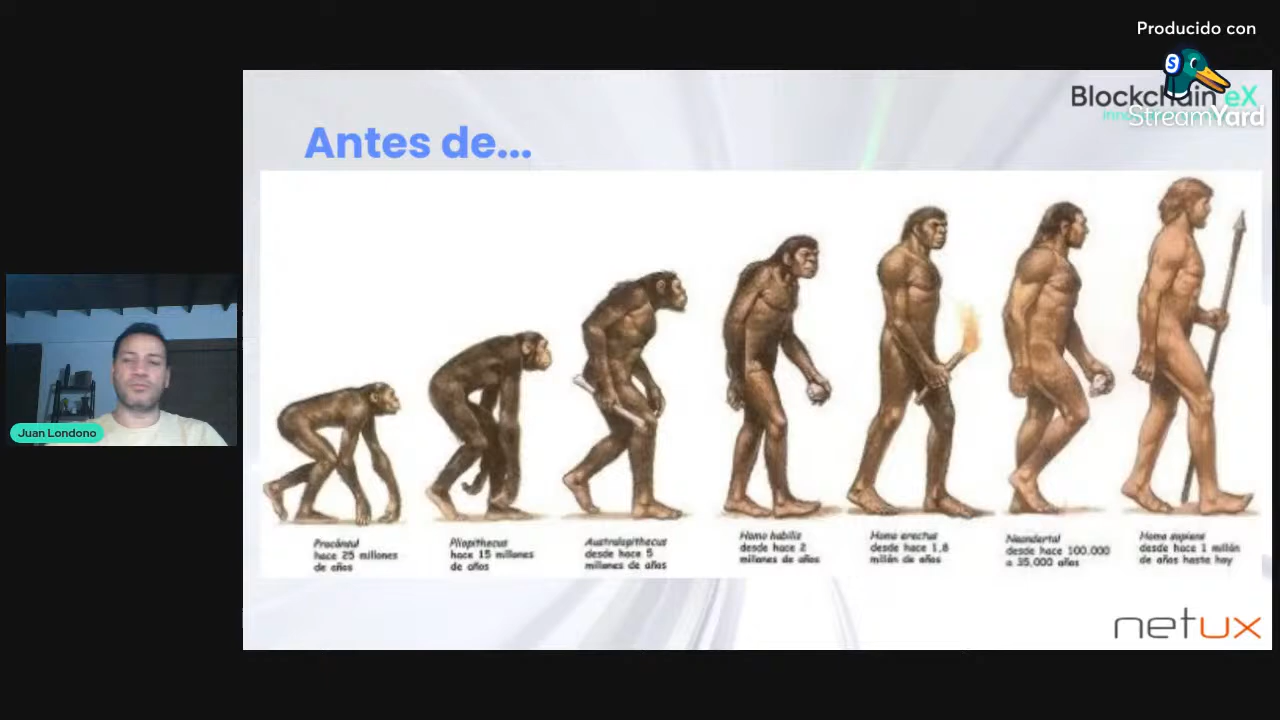 Producido con
StreamYard
Blockchain eX
Antes de...
Juan Londono
Procónsul
hace 25 millones
de años
Pliopithecus
hace 15 millones
de años
Australopithecus
desde hace 5
millones de años
Homo habilis
desde hace 2
millones de años
Homo erectus
desde hace 1,8
millón de años
Neandertal
desde hace 100.000
a 35,000 años
Homo sapiens
desde hace 1 millón
de años hasta hoy
netux